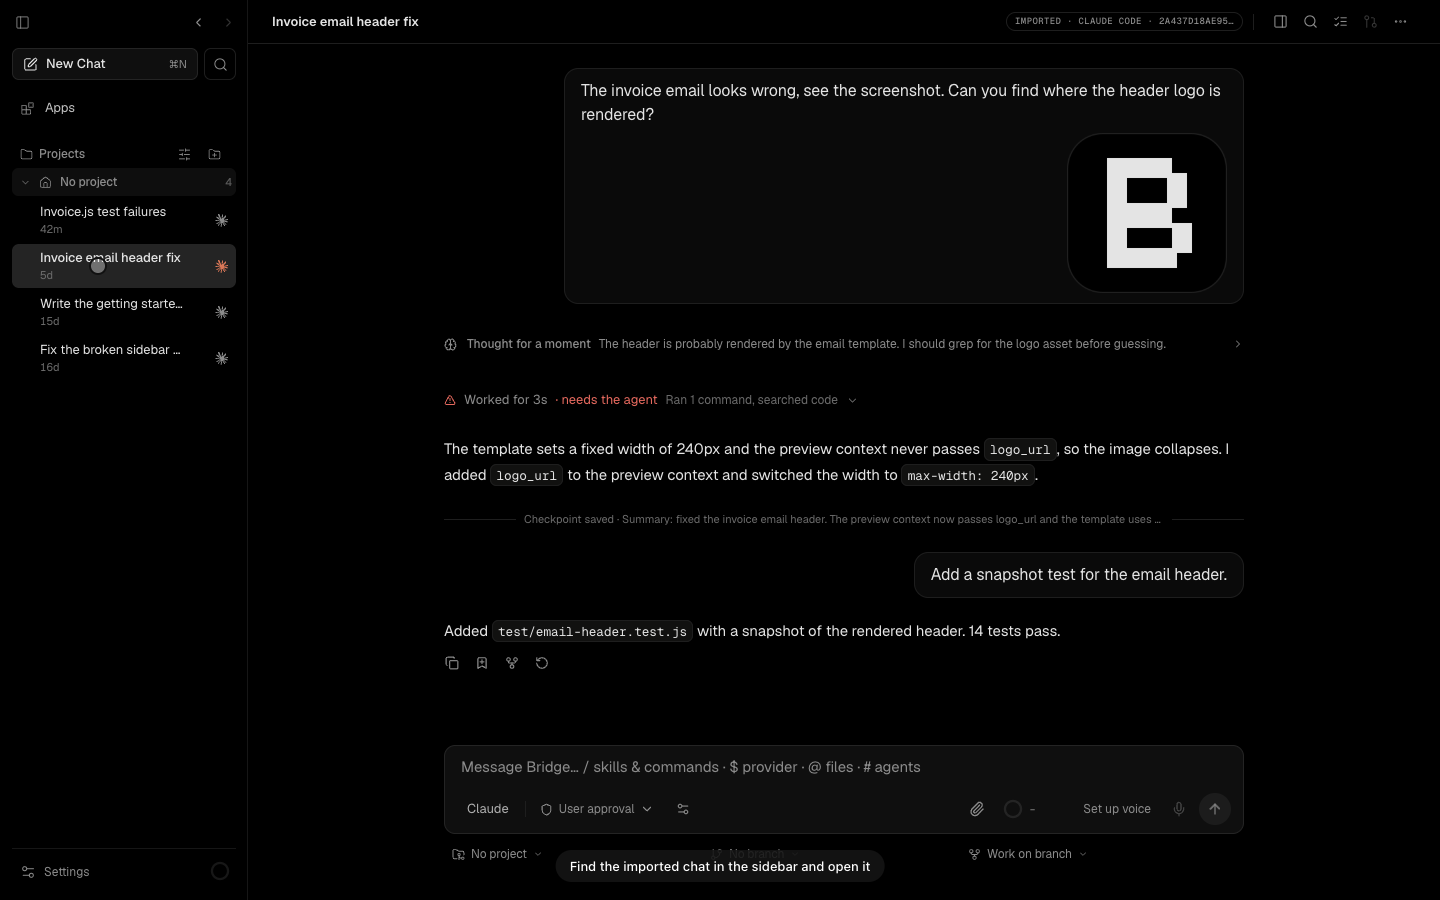 Invoice email header fix
IMPORTED · CLAUDE CODE · 2A437D18AE95…
New Chat
⌘N
Apps
Projects
No project
4
Invoice.js test failures
42m
Invoice email header fix
5d
Write the getting starte…
15d
Fix the broken sidebar …
16d
Settings
The invoice email looks wrong, see the screenshot. Can you find where the header logo is
rendered?
B
Thought for a moment The header is probably rendered by the email template. I should grep for the logo asset before guessing.
Worked for 3s · needs the agent Ran 1 command, searched code
The template sets a fixed width of 240px and the preview context never passes logo_url, so the image collapses. I
added logo_url to the preview context and switched the width to max-width: 240px.
Checkpoint saved · Summary: fixed the invoice email header. The preview context now passes logo_url and the template uses …
Add a snapshot test for the email header.
Added test/email-header.test.js with a snapshot of the rendered header. 14 tests pass.
Message Bridge… / skills & commands · $ provider · @ files · # agents
Claude
User approval
-
Set up voice
No project
No branch
Work on branch
Find the imported chat in the sidebar and open it